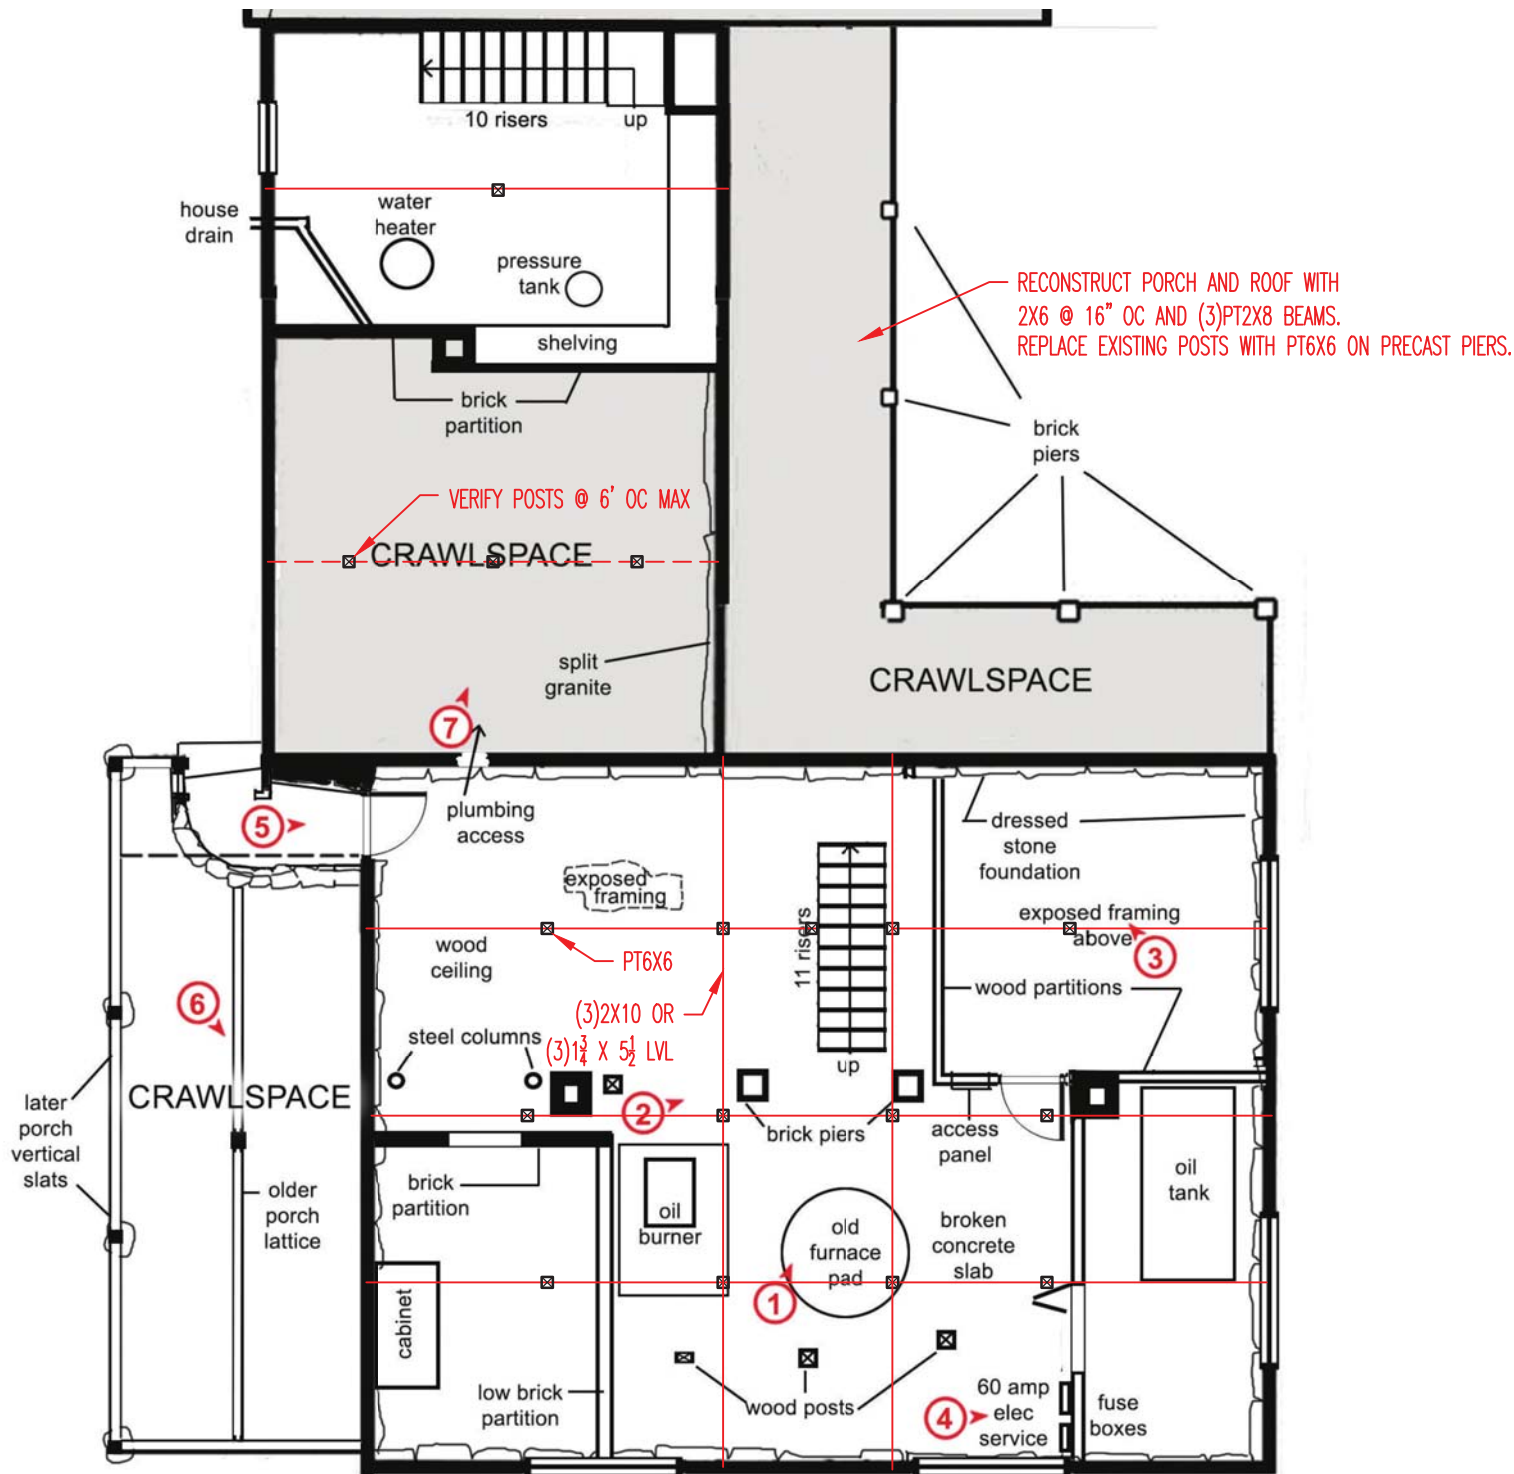 10 risers
up
house
drain
water
heater
pressure
tank
RECONSTRUCT PORCH AND ROOF WITH
2X6 @ 16" OC AND (3)PT2X8 BEAMS.
REPLACE EXISTING POSTS WITH PT6X6 ON PRECAST PIERS.
shelving
brick
partition
brick
piers
VERIFY POSTS @ 6' OC MAX
CRAWLSPACE
split
granite
CRAWLSPACE
7
plumbing
access
5
dressed
stone
foundation
exposed
framing
11 risers
exposed framing
above
3
wood
ceiling
PT6X6
wood partitions
6
(3)2X10 OR
(3)1 3/4 X 5 1/2 LVL
steel columns
up
CRAWLSPACE
later
porch
vertical
slats
2
brick piers
access
panel
brick
partition
oil
tank
older
porch
lattice
oil
burner
old
furnace
pad
broken
concrete
slab
1
cabinet
low brick
partition
wood posts
4
60 amp
elec
service
fuse
boxes